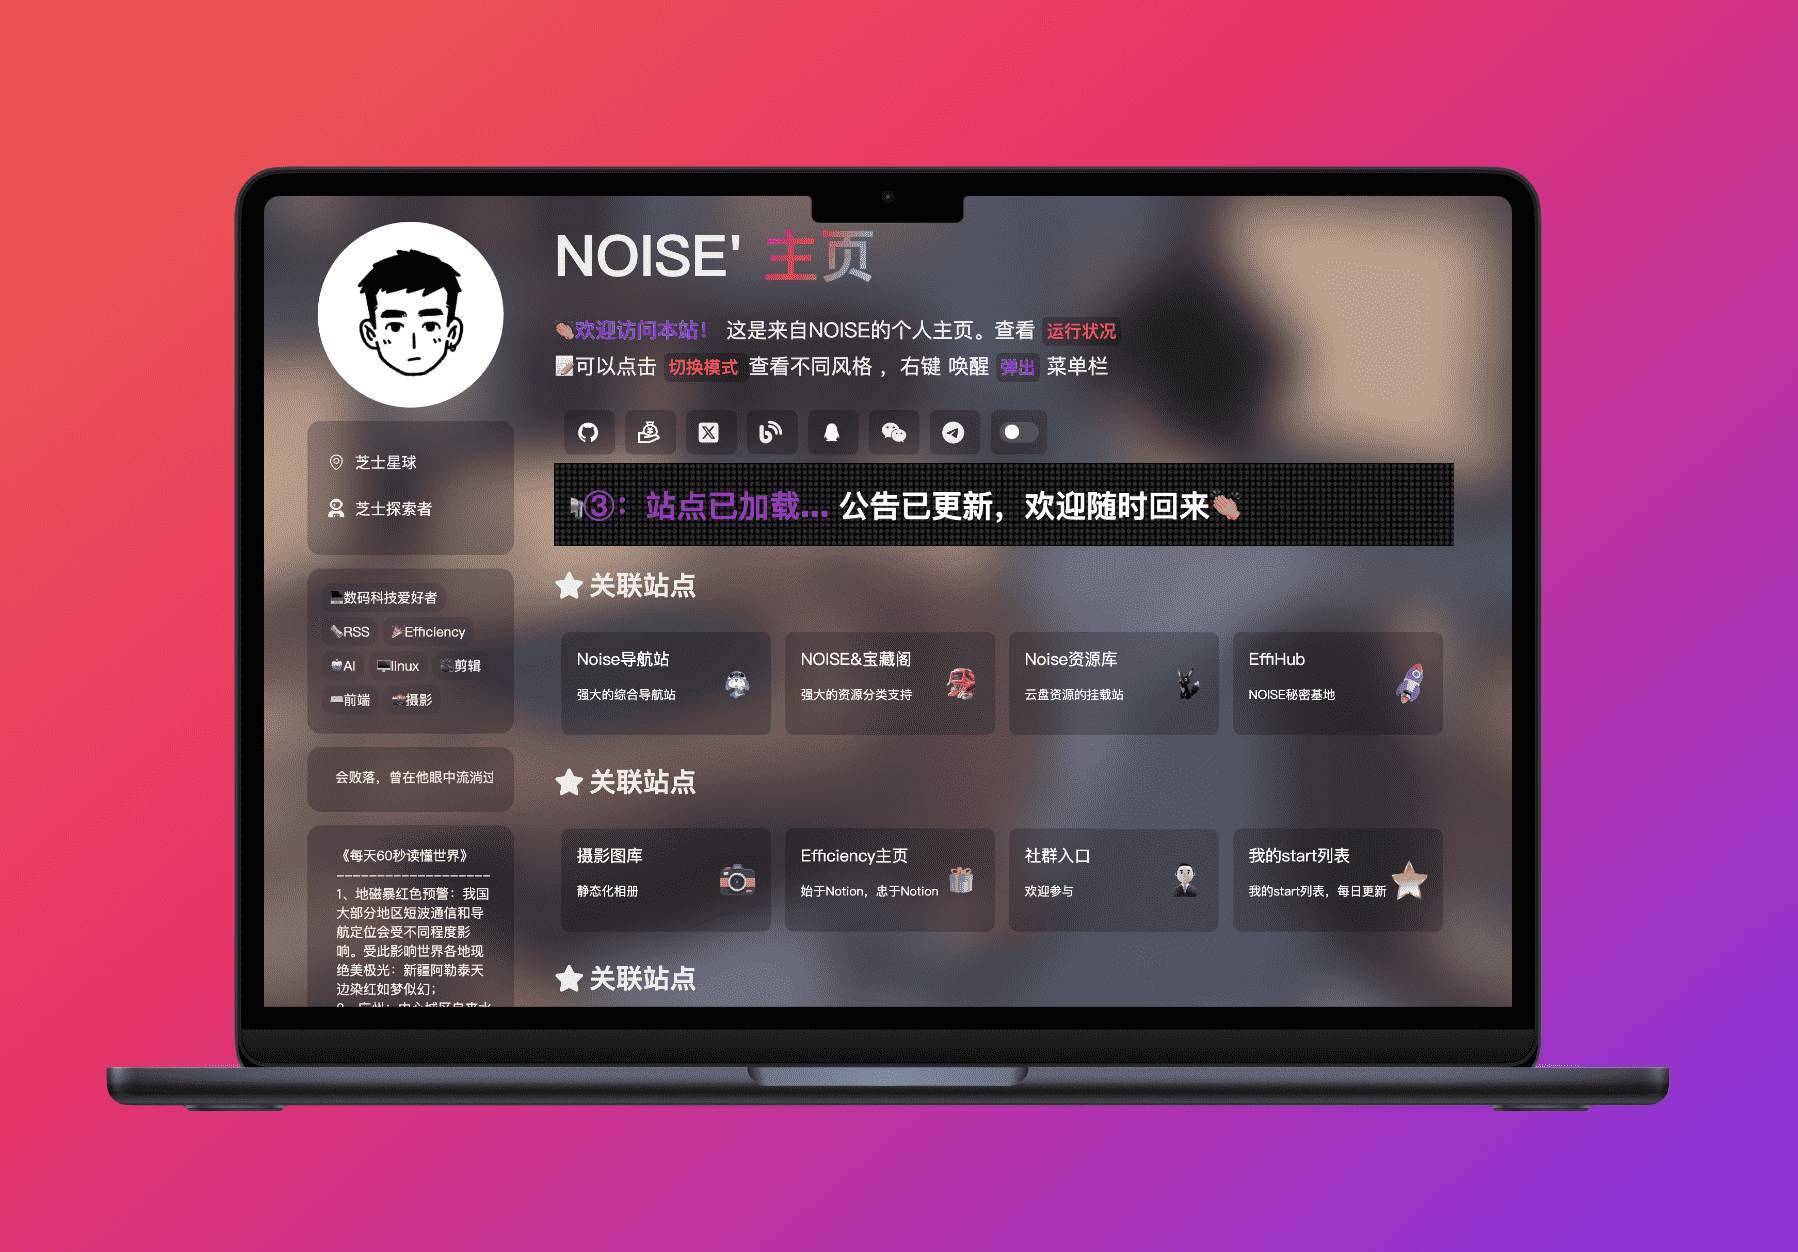 NOISE' 主页
👏欢迎访问本站！ 这是来自NOISE的个人主页。查看 运行状况
📝可以点击 切换模式 查看不同风格 ，右键 唤醒 弹出 菜单栏
③：站点已加载... 公告已更新，欢迎随时回来👏
芝士星球
芝士探索者
数码科技爱好者
RSS Efficiency
AI linux 剪辑
前端 摄影
会败落，曾在他眼中流淌过
《每天60秒读懂世界》
-------------------
1、地磁暴红色预警：我国
大部分地区短波通信和导
航定位会受不同程度影
响。受此影响世界各地现
绝美极光：新疆阿勒泰天
边染红如梦似幻；
关联站点
Noise导航站
强大的综合导航站
NOISE&宝藏阁
强大的资源分类支持
Noise资源库
云盘资源的挂载站
EffiHub
NOISE秘密基地
关联站点
摄影图库
静态化相册
Efficiency主页
始于Notion，忠于Notion
社群入口
欢迎参与
我的start列表
我的start列表，每日更新
关联站点